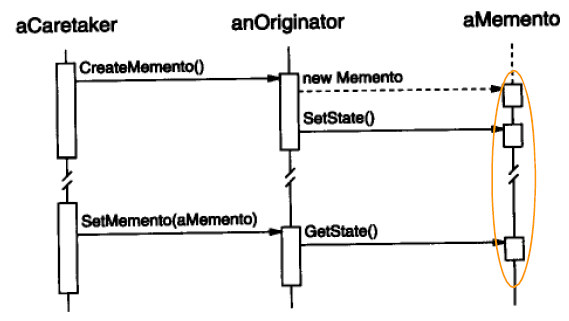 aCaretaker
anOriginator
aMemento
CreateMemento()
new Memento
SetState()
SetMemento(aMemento)
GetState()